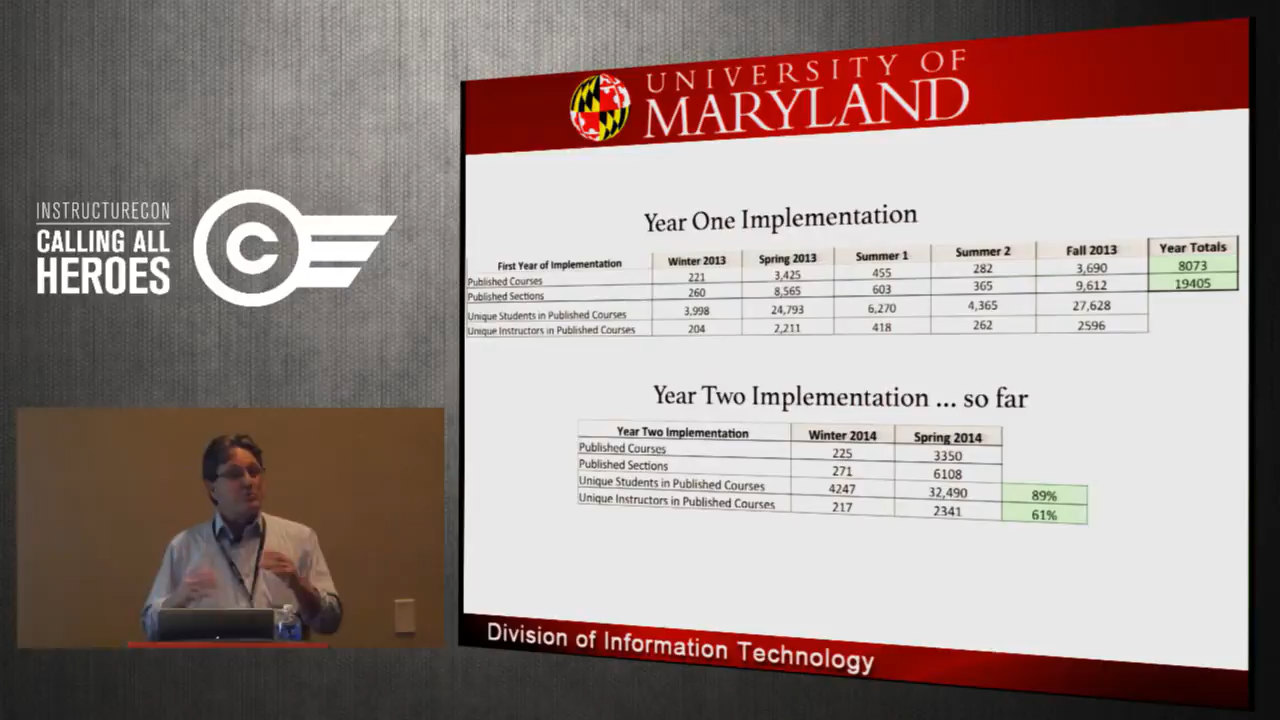 INSTRUCTURECON
CALLING ALL
HEROES
C
UNIVERSITY OF
MARYLAND
Year One Implementation
First Year of Implementation Winter 2013 Spring 2013 Summer 1 Summer 2 Fall 2013 Year Totals
Published Courses 221 3,425 455 282 3,690 8073
Published Sections 260 8,565 603 365 9,612 19405
Unique Students in Published Courses 3,998 24,793 6,270 4,365 27,628
Unique Instructors in Published Courses 204 2,211 418 262 2596
Year Two Implementation ... so far
Year Two Implementation Winter 2014 Spring 2014
Published Courses 225 3350
Published Sections 271 6108
Unique Students in Published Courses 4247 32,490 89%
Unique Instructors in Published Courses 217 2341 61%
Division of Information Technology